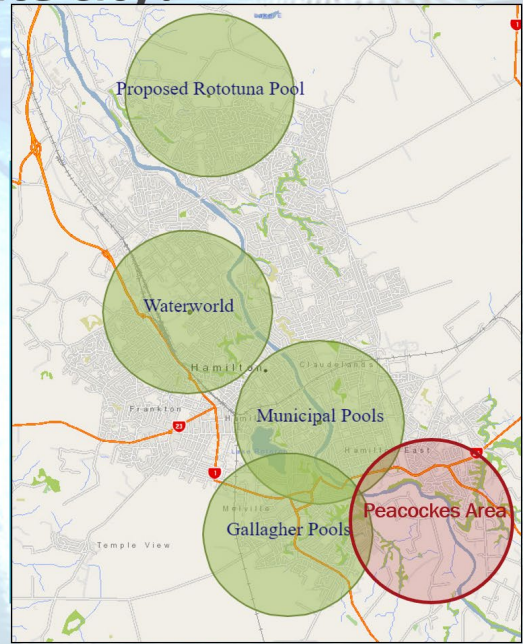 1
Proposed Rototuna Pool
Waterworld
Hamilton
Claudelands
Frankton
23
Municipal Pools
Hamilton East
1
Melville
Peacockes Area
Gallagher Pools
Temple View